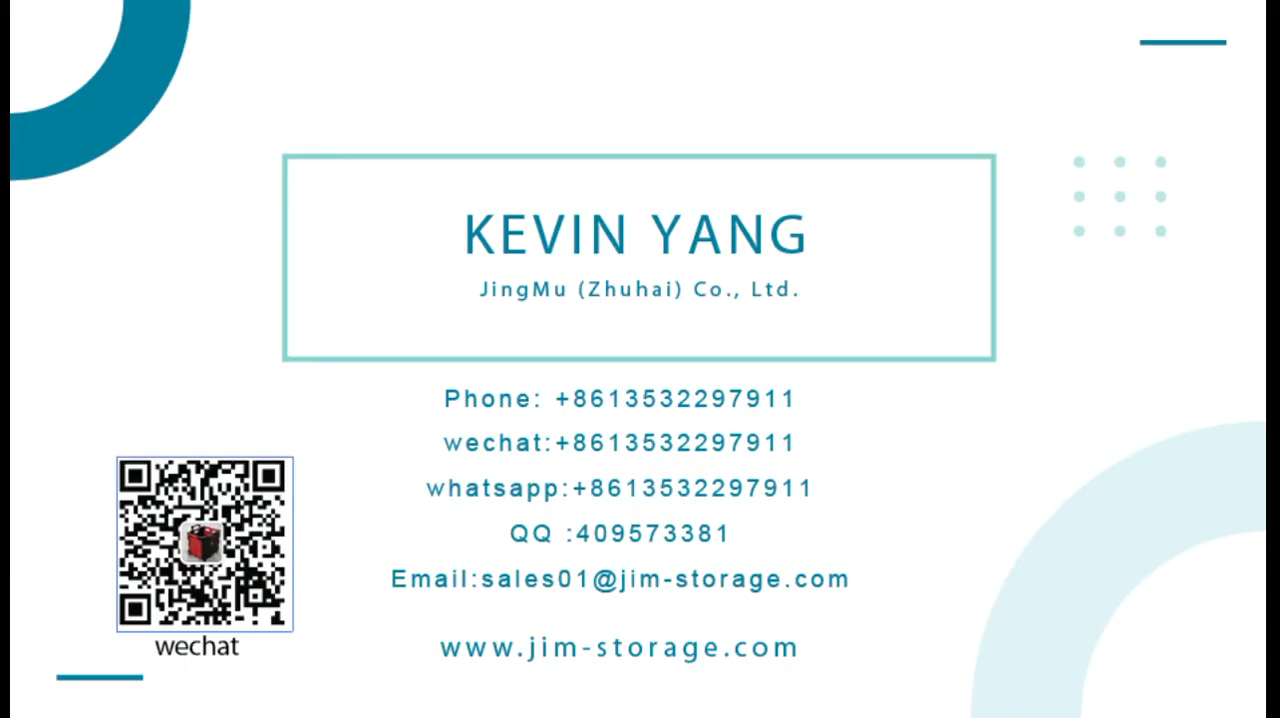 KEVIN YANG
JingMu (Zhuhai) Co., Ltd.
Phone: +8613532297911
wechat:+8613532297911
whatsapp:+8613532297911
QQ :409573381
Email:sales01@jim-storage.com
wechat
www.jim-storage.com